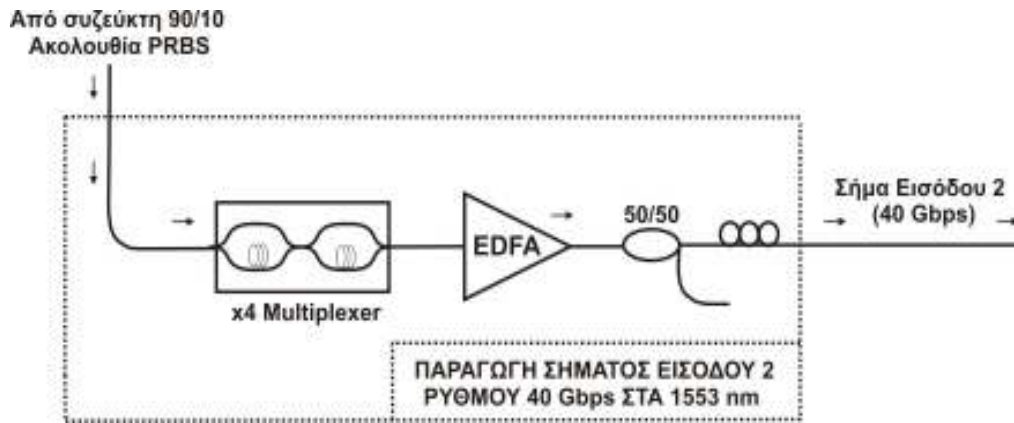 Από συζεύκτη 90/10
Ακολουθία PRBS
Σήμα Εισόδου 2
(40 Gbps)
50/50
EDFA
x4 Multiplexer
ΠΑΡΑΓΩΓΗ ΣΗΜΑΤΟΣ ΕΙΣΟΔΟΥ 2
ΡΥΘΜΟΥ 40 Gbps ΣΤΑ 1553 nm